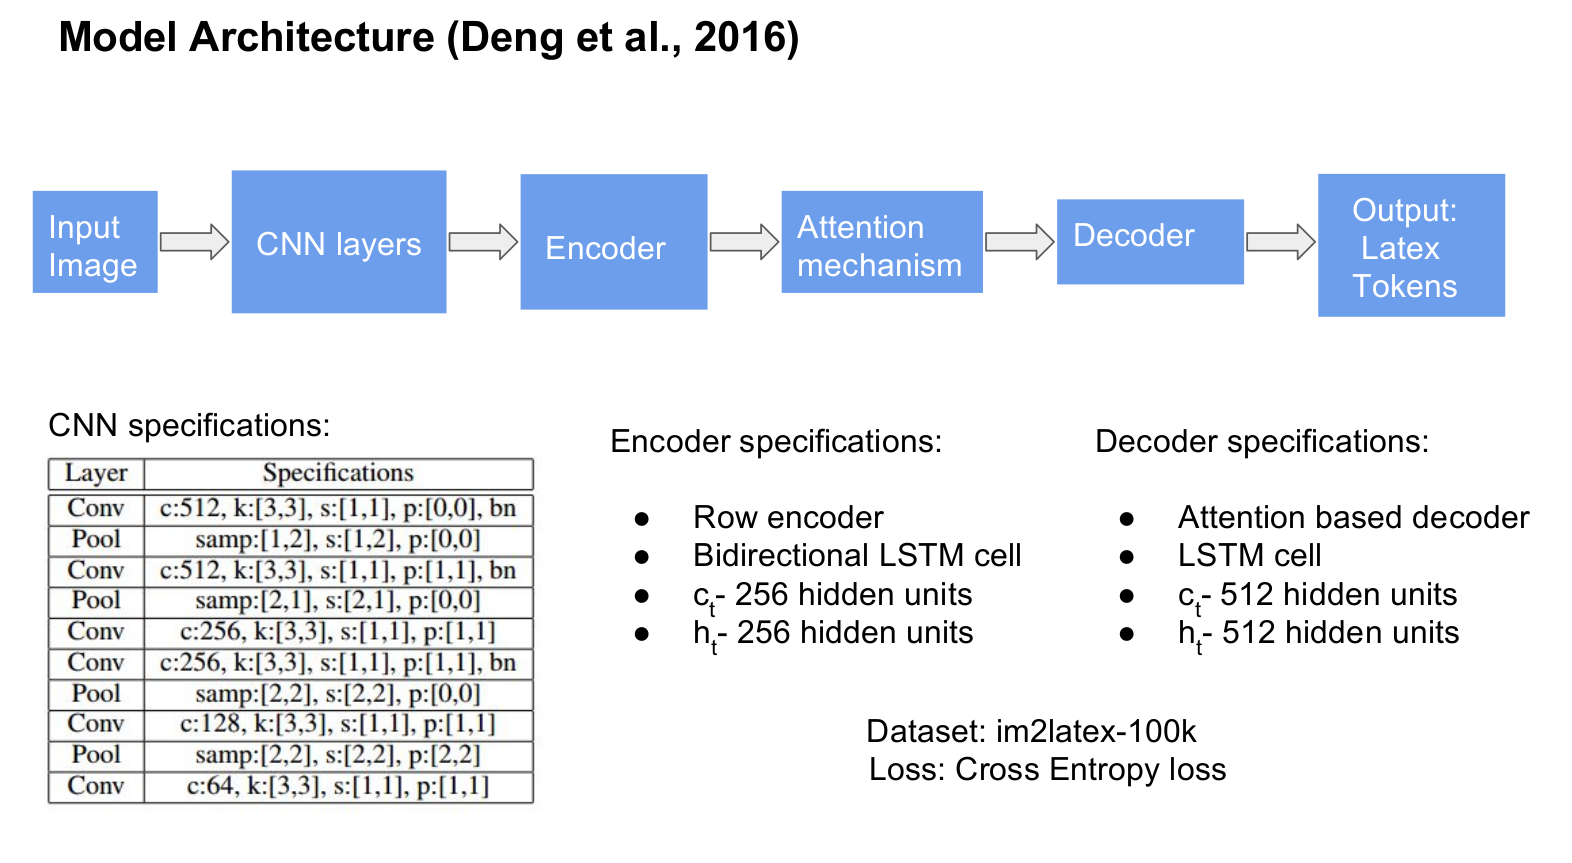 Model Architecture (Deng et al., 2016)
Input
Image
CNN layers
Encoder
Attention
mechanism
Decoder
Output:
Latex
Tokens
CNN specifications:
Layer Specifications
Conv c:512, k:[3,3], s:[1,1], p:[0,0], bn
Pool samp:[1,2], s:[1,2], p:[0,0]
Conv c:512, k:[3,3], s:[1,1], p:[1,1], bn
Pool samp:[2,1], s:[2,1], p:[0,0]
Conv c:256, k:[3,3], s:[1,1], p:[1,1]
Conv c:256, k:[3,3], s:[1,1], p:[1,1], bn
Pool samp:[2,2], s:[2,2], p:[0,0]
Conv c:128, k:[3,3], s:[1,1], p:[1,1]
Pool samp:[2,2], s:[2,2], p:[2,2]
Conv c:64, k:[3,3], s:[1,1], p:[1,1]
Encoder specifications:
● Row encoder
● Bidirectional LSTM cell
● ct- 256 hidden units
● ht- 256 hidden units
Decoder specifications:
● Attention based decoder
● LSTM cell
● ct- 512 hidden units
● ht- 512 hidden units
Dataset: im2latex-100k
Loss: Cross Entropy loss